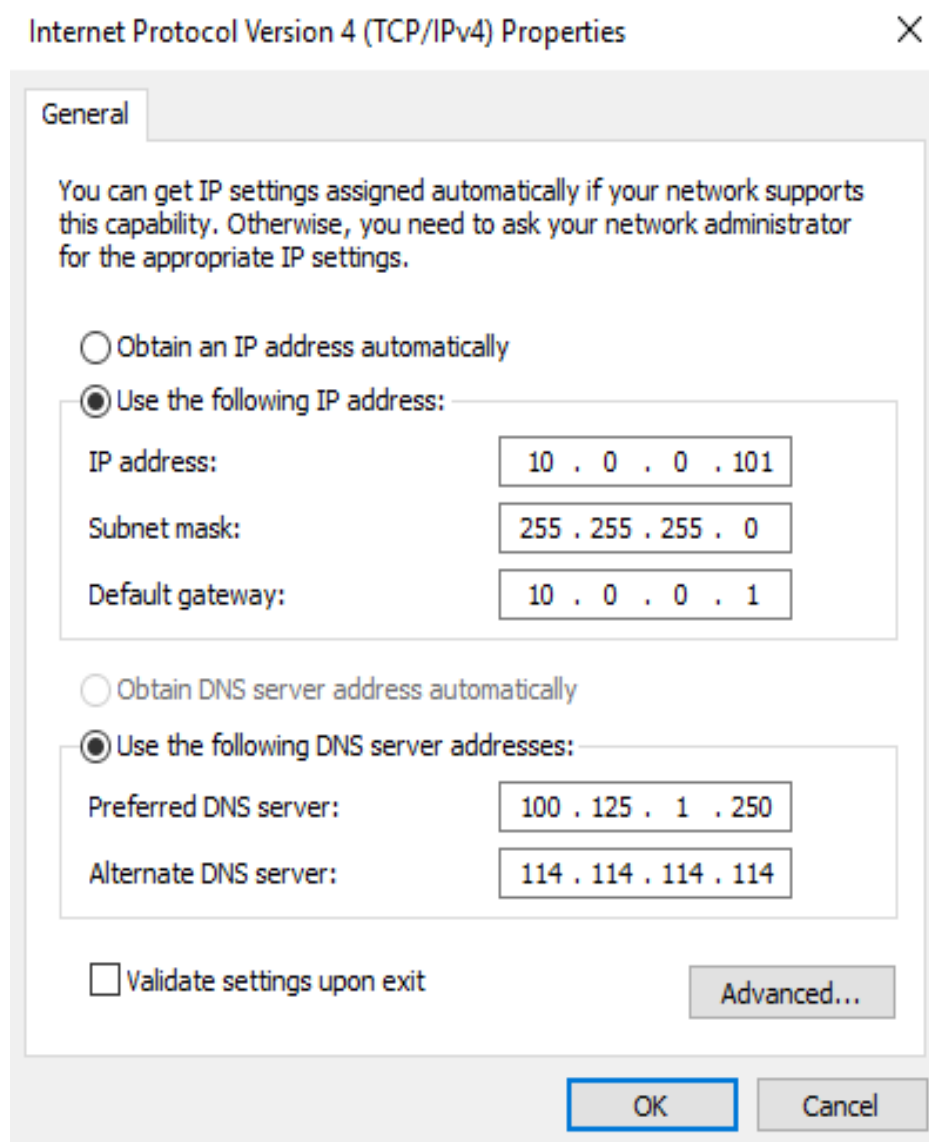 Internet Protocol Version 4 (TCP/IPv4) Properties
General
You can get IP settings assigned automatically if your network supports
this capability. Otherwise, you need to ask your network administrator
for the appropriate IP settings.
Obtain an IP address automatically
Use the following IP address:
IP address: 10 . 0 . 0 . 101
Subnet mask: 255 . 255 . 255 . 0
Default gateway: 10 . 0 . 0 . 1
Obtain DNS server address automatically
Use the following DNS server addresses:
Preferred DNS server: 100 . 125 . 1 . 250
Alternate DNS server: 114 . 114 . 114 . 114
Validate settings upon exit
Advanced...
OK Cancel